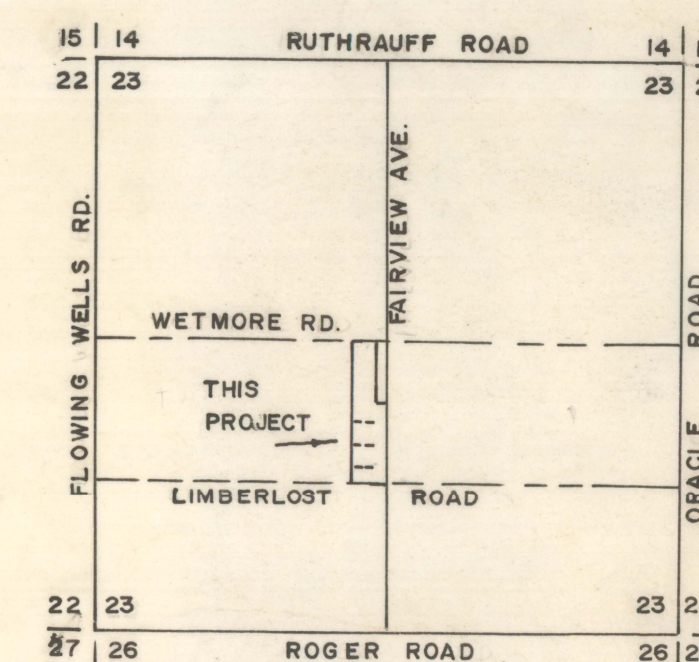 15 14
RUTHRAUFF ROAD
14
22 23
23
FAIRVIEW AVE.
FLOWING WELLS RD.
WETMORE RD.
ROAD
THIS
PROJECT
ORACLE
LIMBERLOST ROAD
22 23
23 2
27 26
ROGER ROAD
26 2